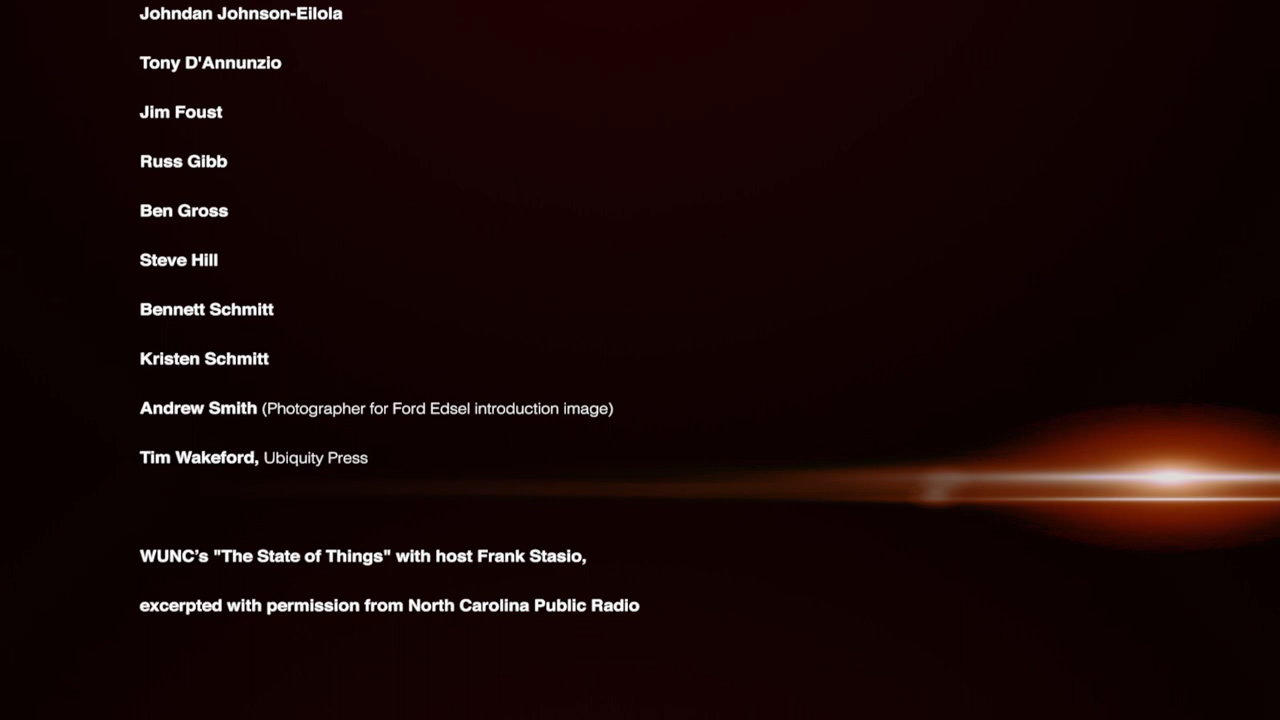 Johndan Johnson-Eilola
Tony D'Annunzio
Jim Foust
Russ Gibb
Ben Gross
Steve Hill
Bennett Schmitt
Kristen Schmitt
Andrew Smith (Photographer for Ford Edsel introduction image)
Tim Wakeford, Ubiquity Press
WUNC’s "The State of Things" with host Frank Stasio,
excerpted with permission from North Carolina Public Radio